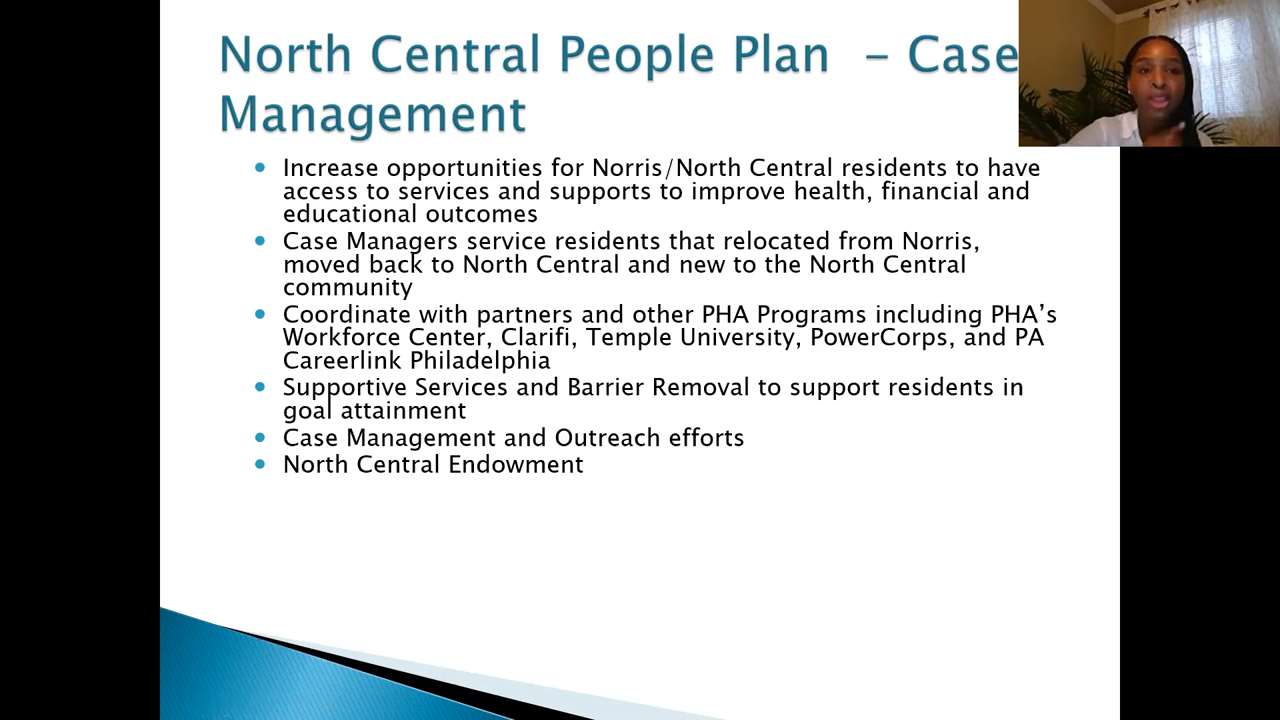 North Central People Plan – Case
Management
• Increase opportunities for Norris/North Central residents to have
access to services and supports to improve health, financial and
educational outcomes
• Case Managers service residents that relocated from Norris,
moved back to North Central and new to the North Central
community
• Coordinate with partners and other PHA Programs including PHA’s
Workforce Center, Clarifi, Temple University, PowerCorps, and PA
Careerlink Philadelphia
• Supportive Services and Barrier Removal to support residents in
goal attainment
• Case Management and Outreach efforts
• North Central Endowment